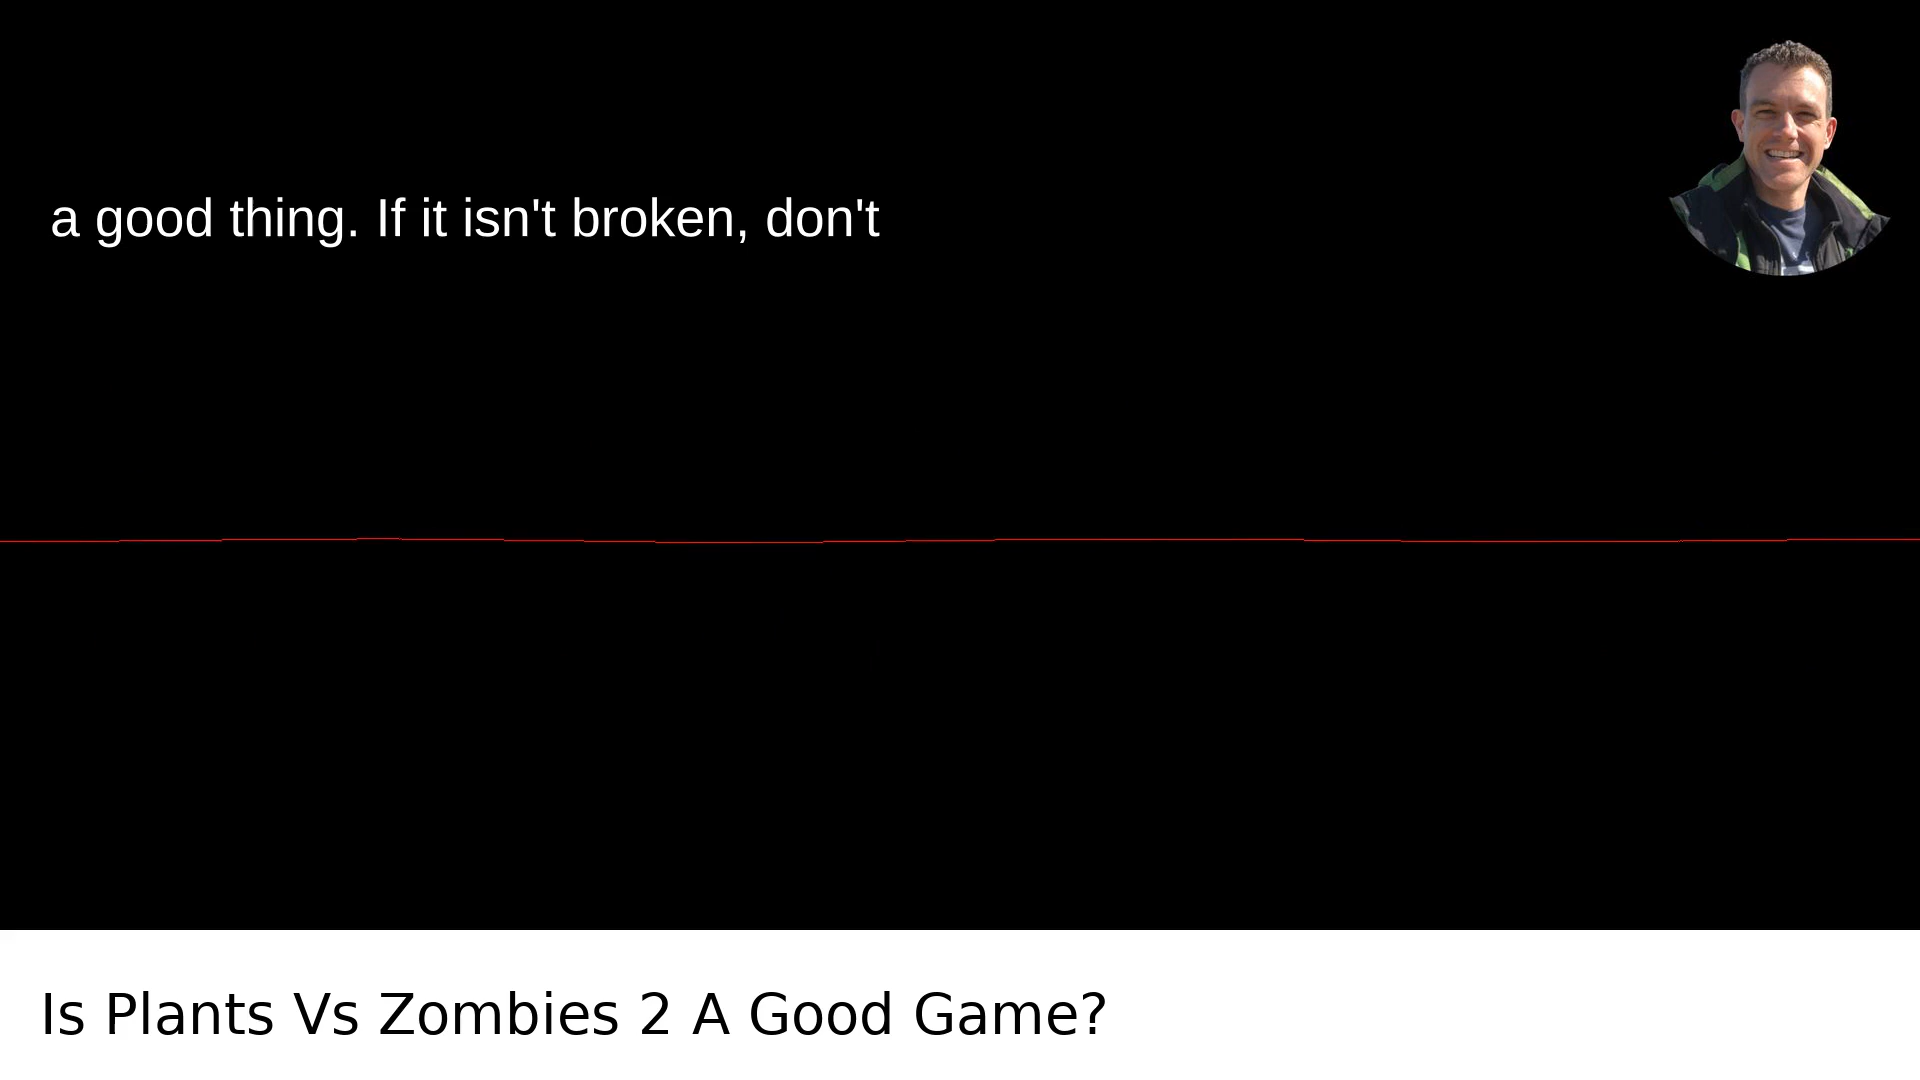 a good thing. If it isn't broken, don't
Is Plants Vs Zombies 2 A Good Game?